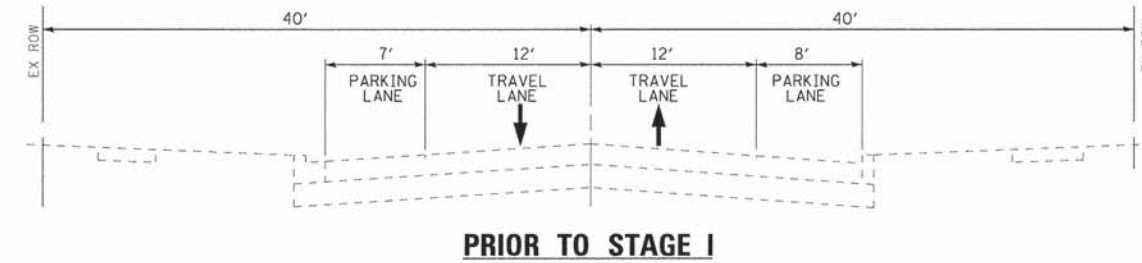 40' 40'
EX ROW
7' 12' 12' 8'
PARKING LANE TRAVEL LANE TRAVEL LANE PARKING LANE
PRIOR TO STAGE I